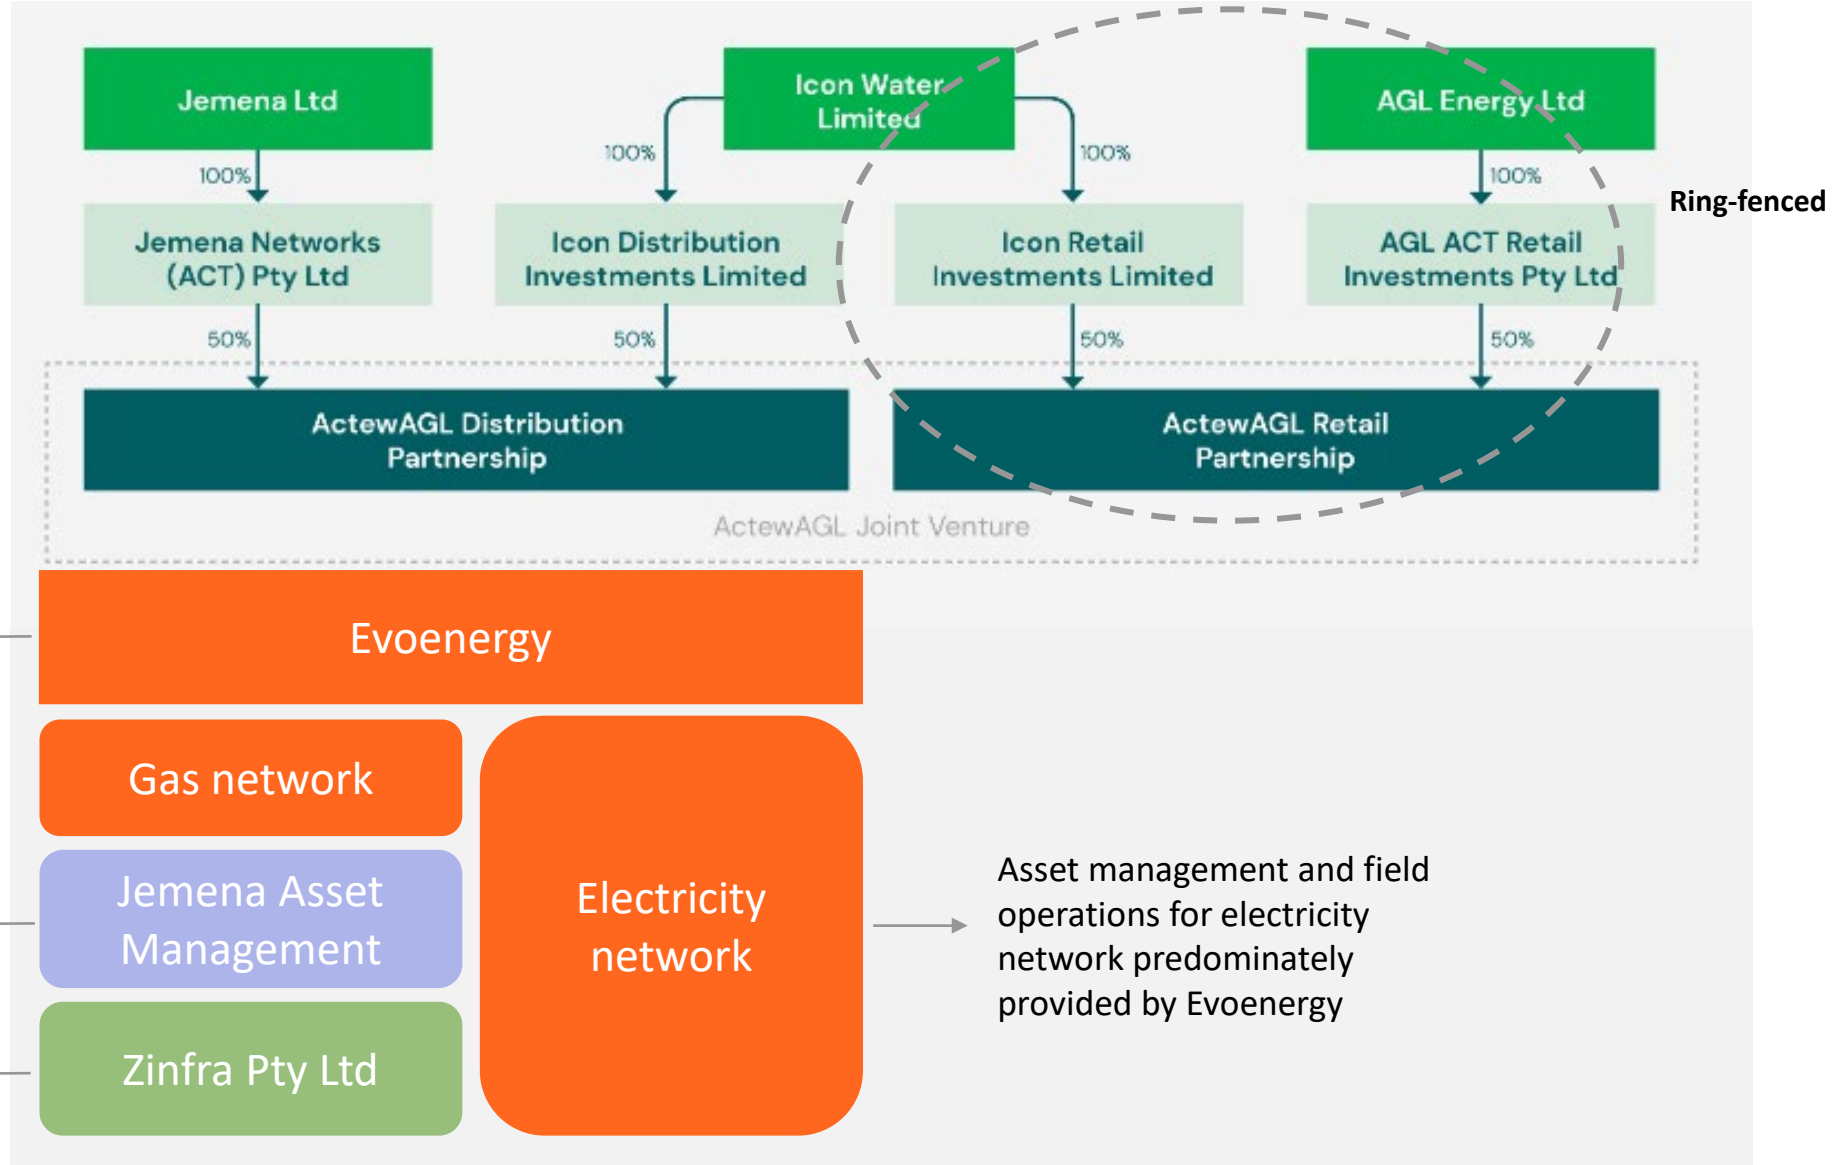 Jemena Ltd
Icon Water
Limited
AGL Energy Ltd
100%
100%
100%
100%
Ring-fenced
Jemena Networks
(ACT) Pty Ltd
Icon Distribution
Investments Limited
Icon Retail
Investments Limited
AGL ACT Retail
Investments Pty Ltd
50%
50%
50%
50%
ActewAGL Distribution
Partnership
ActewAGL Retail
Partnership
ActewAGL Joint Venture
Evoenergy
Gas network
Jemena Asset
Management
Zinfra Pty Ltd
Electricity
network
Asset management and field
operations for electricity
network predominately
provided by Evoenergy